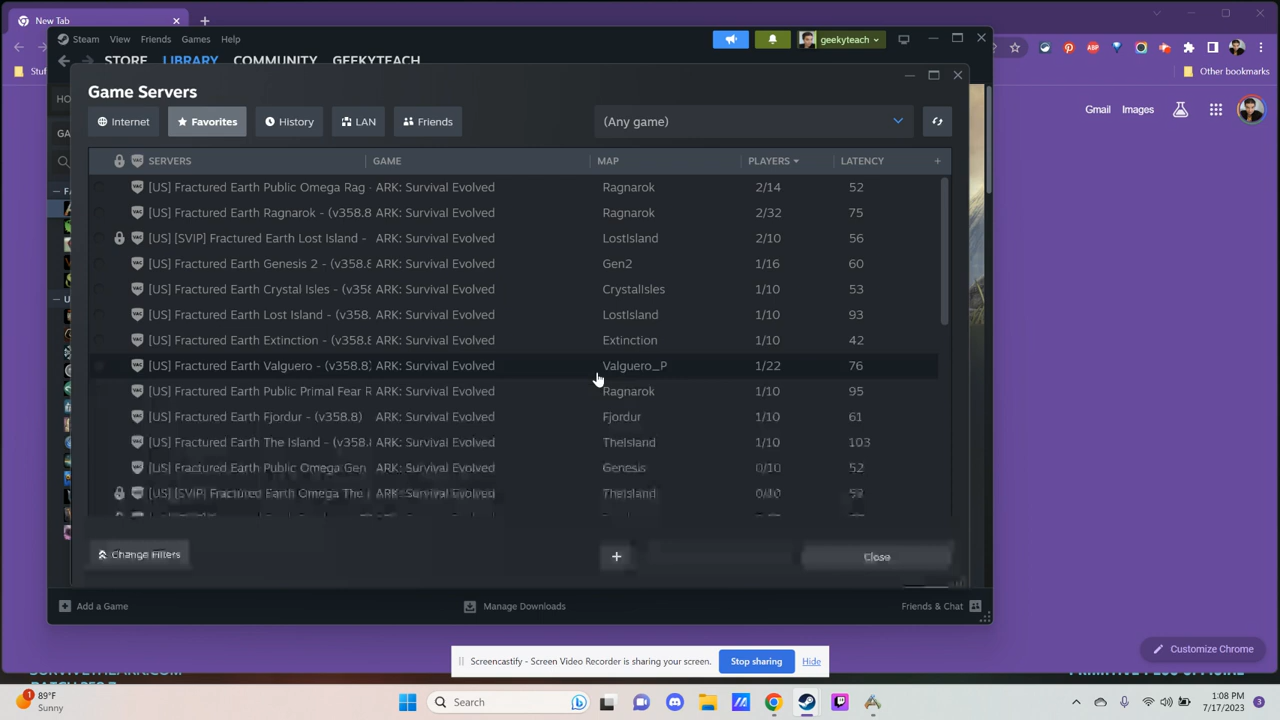 New Tab
Steam View Friends Games Help
geekyteach
STORE LIBRARY COMMUNITY GEEKYTEACH
Other bookmarks
Gmail Images
Game Servers
Internet Favorites History LAN Friends
(Any game)
SERVERS GAME MAP PLAYERS LATENCY
[US] Fractured Earth Public Omega Rag ARK: Survival Evolved Ragnarok 2/14 52
[US] Fractured Earth Ragnarok - (v358.8 ARK: Survival Evolved Ragnarok 2/32 75
[US] [SVIP] Fractured Earth Lost Island - ARK: Survival Evolved LostIsland 2/10 56
[US] Fractured Earth Genesis 2 - (v358.8 ARK: Survival Evolved Gen2 1/16 60
[US] Fractured Earth Crystal Isles - (v358 ARK: Survival Evolved CrystalIsles 1/10 53
[US] Fractured Earth Lost Island - (v358. ARK: Survival Evolved LostIsland 1/10 93
[US] Fractured Earth Extinction - (v358.8 ARK: Survival Evolved Extinction 1/10 42
[US] Fractured Earth Valguero - (v358.8) ARK: Survival Evolved Valguero_P 1/22 76
[US] Fractured Earth Public Primal Fear R ARK: Survival Evolved Ragnarok 1/10 95
[US] Fractured Earth Fjordur - (v358.8) ARK: Survival Evolved Fjordur 1/10 61
[US] Fractured Earth The Island - (v358. ARK: Survival Evolved TheIsland 1/10 103
[US] Fractured Earth Public Omega Gen ARK: Survival Evolved Genesis 0/10 52
[US] [SVIP] Fractured Earth Omega The ARK: Survival Evolved TheIsland 0/10
Change Filters + Close
Add a Game Manage Downloads Friends & Chat
Customize Chrome
Screencastify - Screen Video Recorder is sharing your screen. Stop sharing Hide
89°F
Sunny
Search
1:08 PM
7/17/2023
3